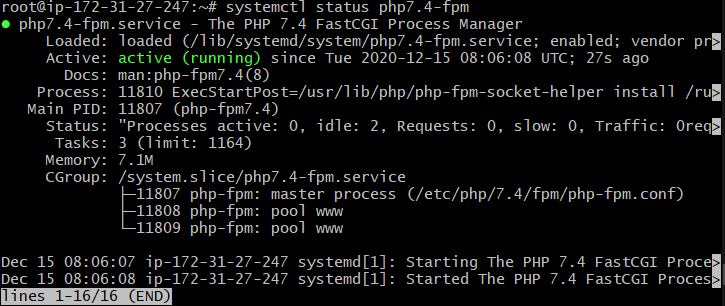 root@ip-172-31-27-247:~# systemctl status php7.4-fpm
● php7.4-fpm.service - The PHP 7.4 FastCGI Process Manager
     Loaded: loaded (/lib/systemd/system/php7.4-fpm.service; enabled; vendor pr>
     Active: active (running) since Tue 2020-12-15 08:06:08 UTC; 27s ago
       Docs: man:php-fpm7.4(8)
    Process: 11810 ExecStartPost=/usr/lib/php/php-fpm-socket-helper install /ru>
   Main PID: 11807 (php-fpm7.4)
     Status: "Processes active: 0, idle: 2, Requests: 0, slow: 0, Traffic: 0req>
      Tasks: 3 (limit: 1164)
     Memory: 7.1M
     CGroup: /system.slice/php7.4-fpm.service
             ├─11807 php-fpm: master process (/etc/php/7.4/fpm/php-fpm.conf)
             ├─11808 php-fpm: pool www
             └─11809 php-fpm: pool www
Dec 15 08:06:07 ip-172-31-27-247 systemd[1]: Starting The PHP 7.4 FastCGI Proce>
Dec 15 08:06:08 ip-172-31-27-247 systemd[1]: Started The PHP 7.4 FastCGI Proces>
lines 1-16/16 (END)